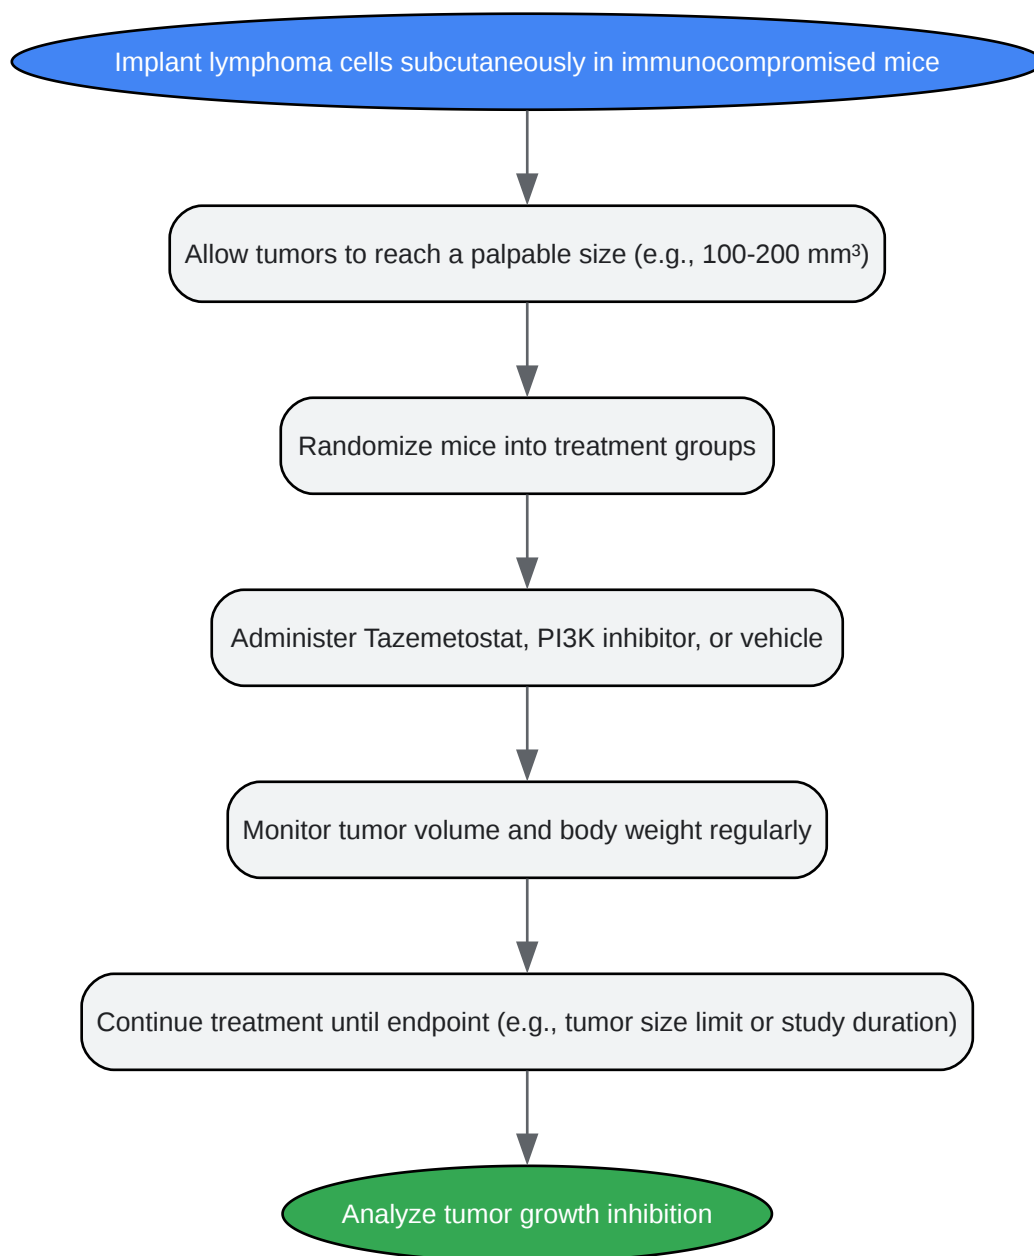 Implant lymphoma cells subcutaneously in immunocompromised mice
Allow tumors to reach a palpable size (e.g., 100-200 mm³)
Randomize mice into treatment groups
Administer Tazemetostat, PI3K inhibitor, or vehicle
Monitor tumor volume and body weight regularly
Continue treatment until endpoint (e.g., tumor size limit or study duration)
Analyze tumor growth inhibition